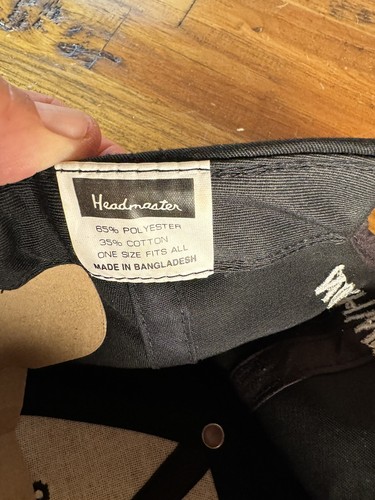 Headmaster
65% POLYESTER
35% COTTON
ONE SIZE FITS ALL
MADE IN BANGLADESH